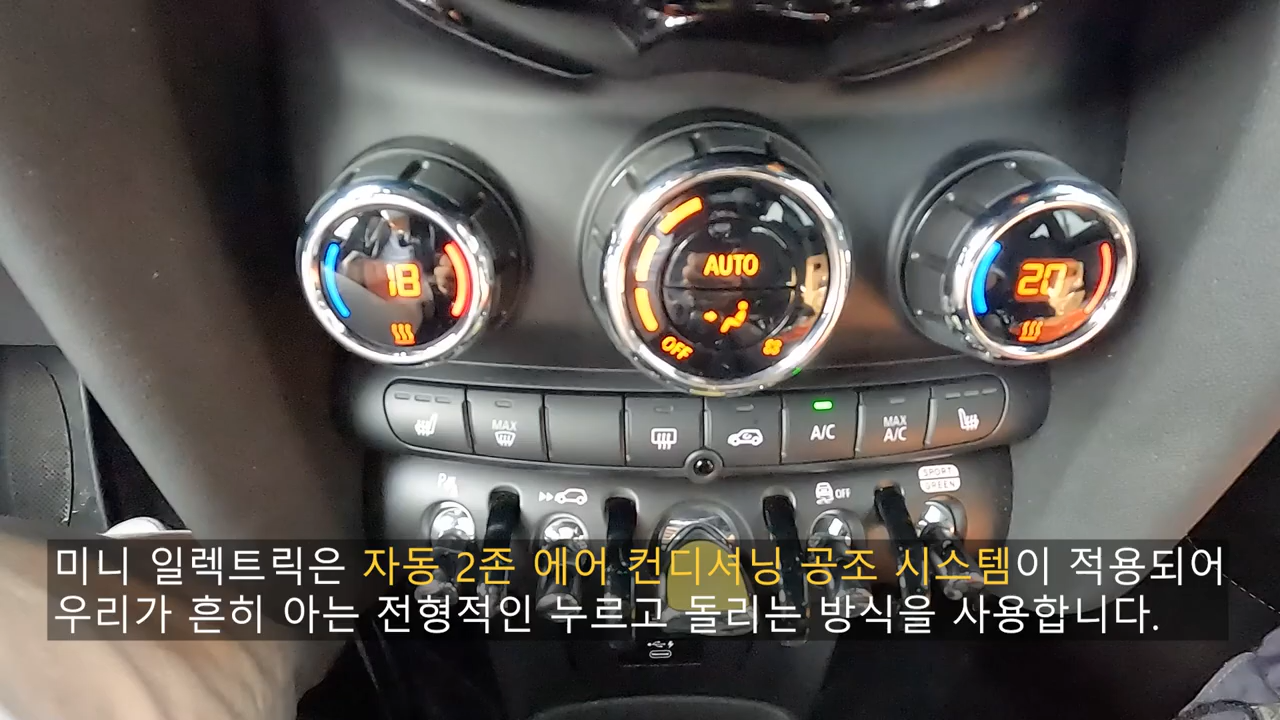 18
AUTO
OFF
20
MAX
A/C
MAX
A/C
OFF
SPORT
GREEN
미니 일렉트릭은 자동 2존 에어 컨디셔닝 공조 시스템이 적용되어
우리가 흔히 아는 전형적인 누르고 돌리는 방식을 사용합니다.